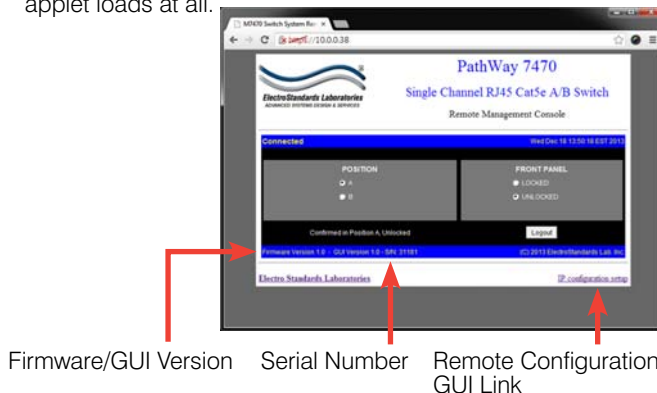 applet loads at all.
M7470 Switch System Re
https://10.0.0.38
PathWay 7470
Single Channel RJ45 Cat5e A/B Switch
Remote Management Console
ElectroStandards Laboratories
ADVANCED SYSTEMS DESIGN & SERVICES
Connected
Wed Dec 18 13:50:18 EST 2013
POSITION
A
B
FRONT PANEL
LOCKED
UNLOCKED
Confirmed in Position A, Unlocked
Logout
Firmware Version 1.0 - GUI Version 1.0 - S/N: 31181
(C) 2013 ElectroStandards Lab. Inc.
Electro Standards Laboratories
IP configuration setup
Firmware/GUI Version
Serial Number
Remote Configuration
GUI Link